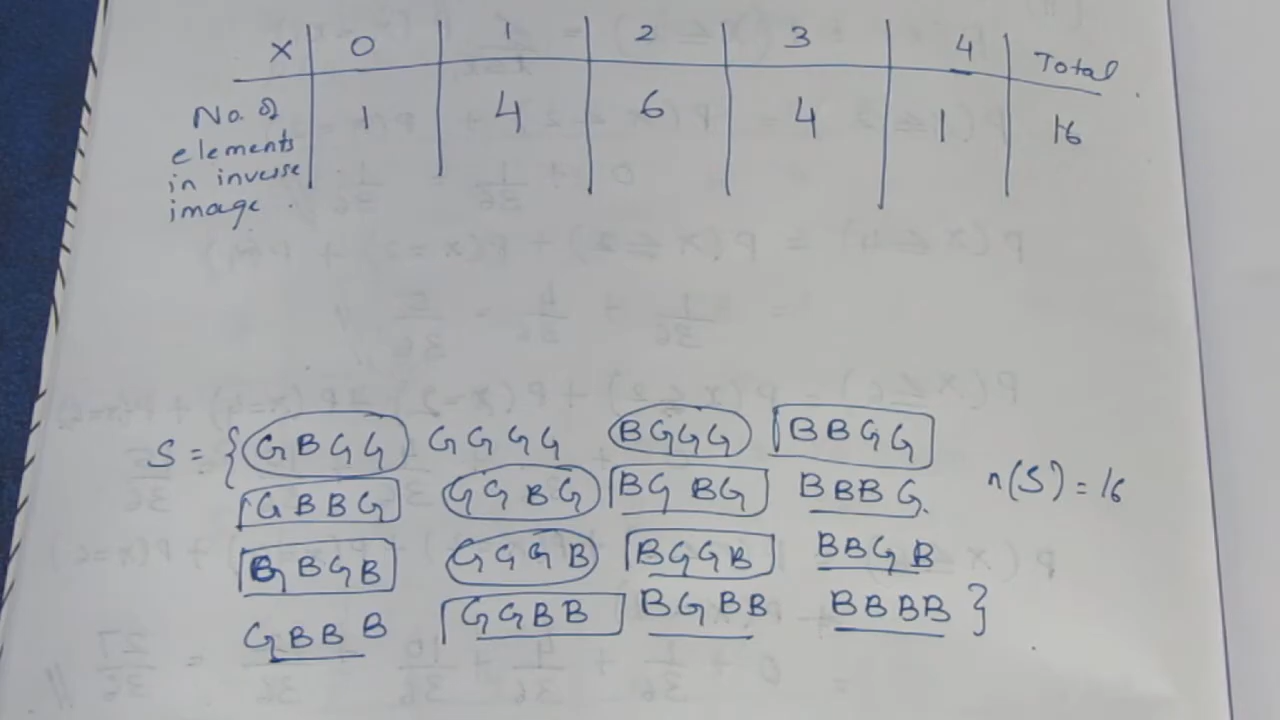 X 0 1 2 3 4 Total
No. of elements in inverse image. 1 4 6 4 1 16
S = { GBGG GGGG BGGG BBGG
GBBG GGBG BGBG BBBG. n(S) = 16
GBGB GGGB BGGB BBGB
GBBB GGBB BGBB BBBB }